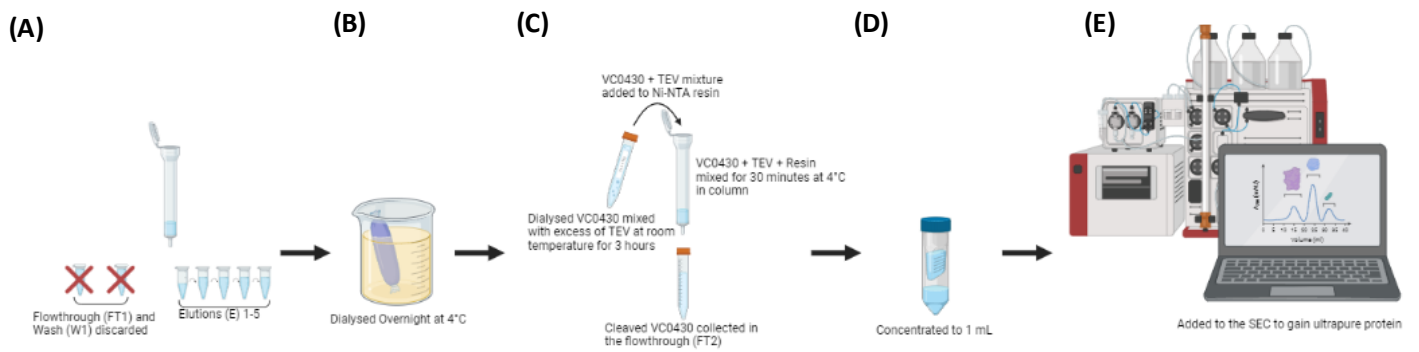 (A)
(B)
(C)
(D)
(E)
Flowthrough (FT1) and
Wash (W1) discarded
Elutions (E) 1-5
Dialysed Overnight at 4°C
VC0430 + TEV mixture
added to Ni-NTA resin
VC0430 + TEV + Resin
mixed for 30 minutes at 4°C
in column
Dialysed VC0430 mixed
with excess of TEV at room
temperature for 3 hours
Cleaved VC0430 collected in
the flowthrough (FT2)
Concentrated to 1 mL
Volume (ml)
Added to the SEC to gain ultrapure protein